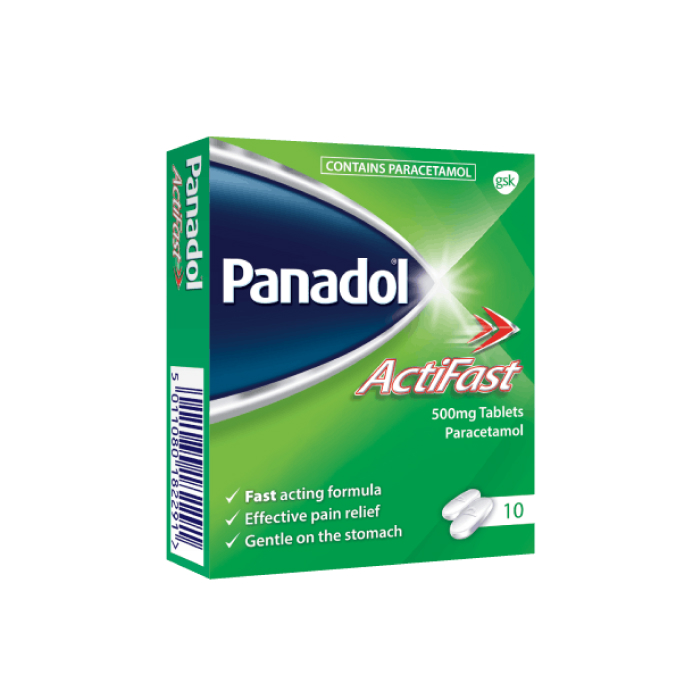 CONTAINS PARACETAMOL
gsk
Panadol®
ActiFast
500mg Tablets
Paracetamol
✓ Fast acting formula
✓ Effective pain relief
✓ Gentle on the stomach
10
Panadol
ActiFast
5 011080 182291 >